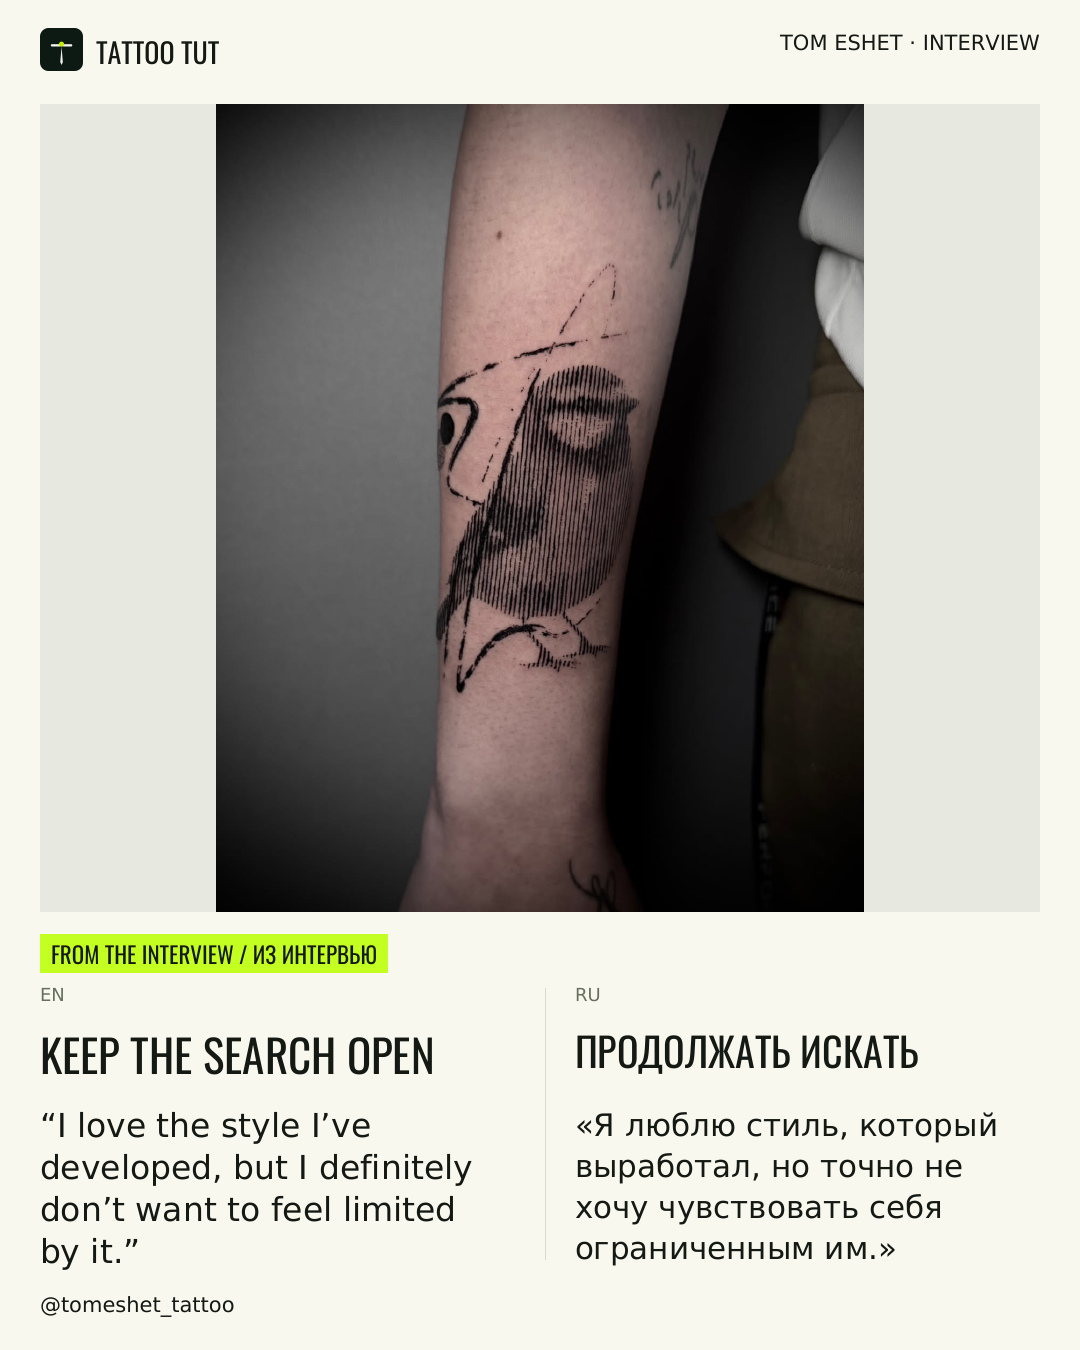 TATTOO TUT
TOM ESHET · INTERVIEW
FROM THE INTERVIEW / ИЗ ИНТЕРВЬЮ
EN
KEEP THE SEARCH OPEN
“I love the style I’ve
developed, but I definitely
don’t want to feel limited
by it.”
RU
ПРОДОЛЖАТЬ ИСКАТЬ
«Я люблю стиль, который
выработал, но точно не
хочу чувствовать себя
ограниченным им.»
@tomeshet_tattoo